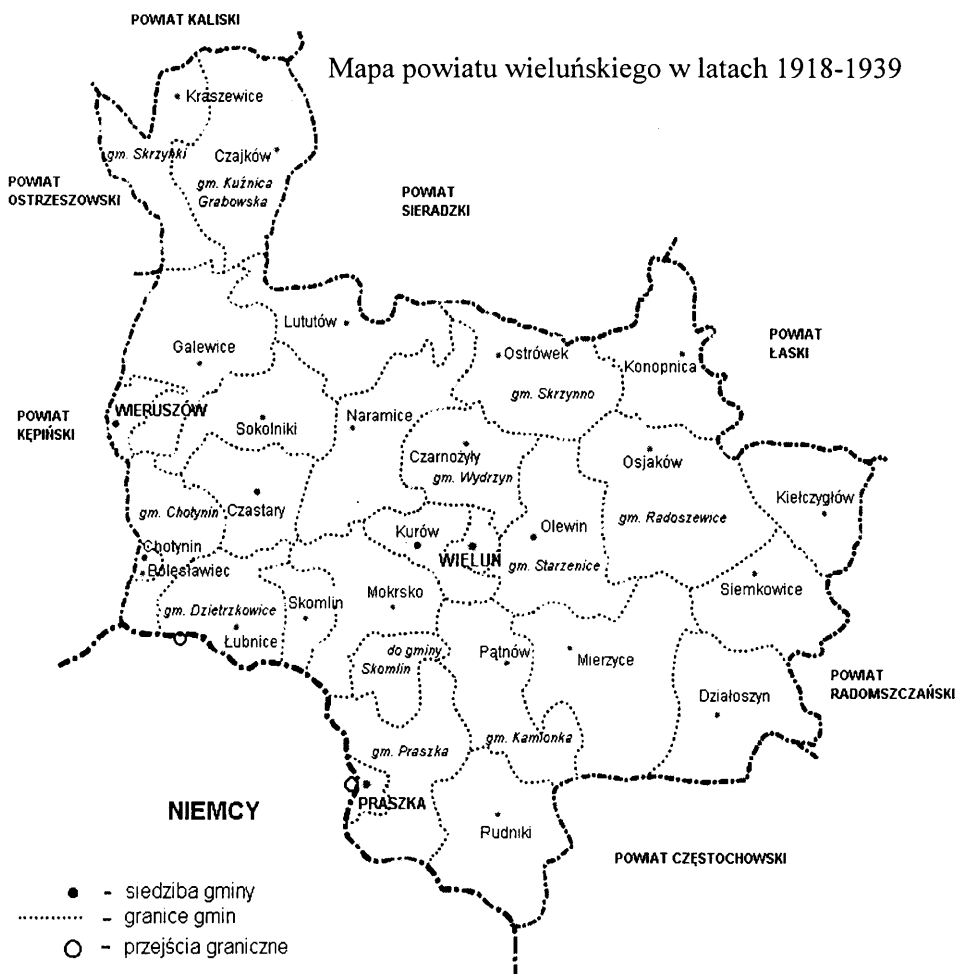 POWIAT KALISKI
Mapa powiatu wieluńskiego w latach 1918-1939
Kraszewice
gm. Skrzynki
Czajków
gm. Kuźnica
Grabowska
POWIAT
OSTRZESZOWSKI
POWIAT
SIERADZKI
Lututów
Galewice
Ostrówek
Konopnica
POWIAT
ŁASKI
gm. Skrzynno
POWIAT
KĘPIŃSKI
WIERUSZÓW
Sokolniki
Naramice
Czarnożyły
gm. Wydrzyn
Osjaków
Kiełczygłów
gm. Chotynin
Czastary
gm. Radoszewice
Kurów
WIELUŃ
Olewin
gm. Starzenice
Chotynin
Bolesławiec
Siemkowice
gm. Dzietrzkowice
Skomlin
Mokrsko
Łubnice
do gminy
Skomlin
Pątnów
Mierzyce
POWIAT
RADOMSZCZAŃSKI
Działoszyn
gm. Praszka
gm. Kamionka
PRASZKA
NIEMCY
Rudniki
POWIAT CZĘSTOCHOWSKI
- siedziba gminy
- granice gmin
- przejścia graniczne